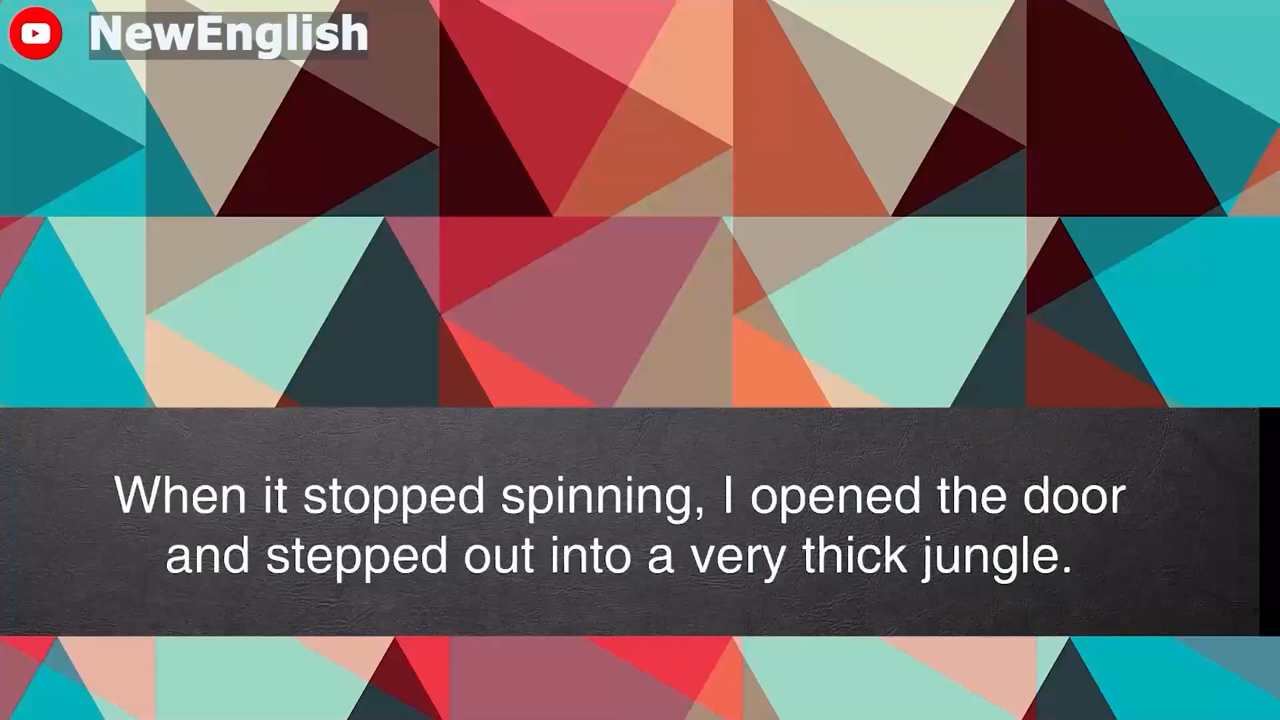 NewEnglish
When it stopped spinning, I opened the door
and stepped out into a very thick jungle.